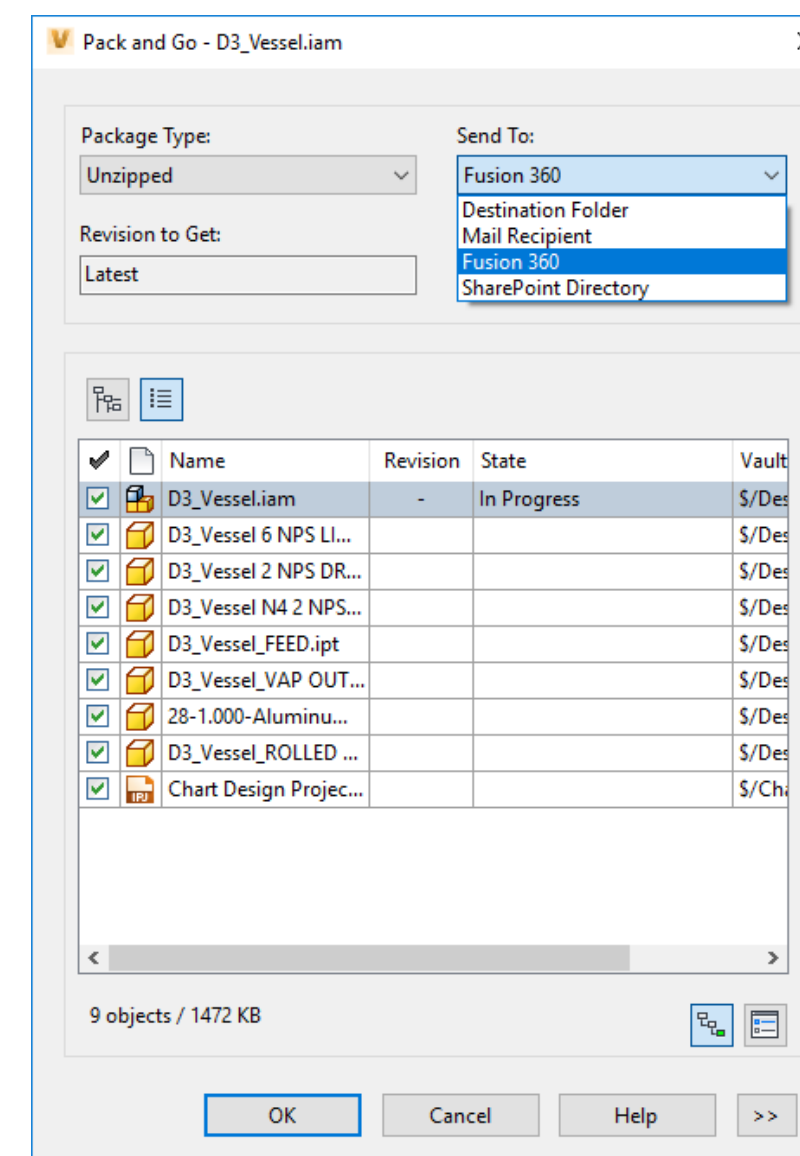 Pack and Go - D3_Vessel.iam
Package Type:
Send To:
Unzipped
Fusion 360
Destination Folder
Mail Recipient
Fusion 360
SharePoint Directory
Revision to Get:
Latest
Name Revision State Vault
D3_Vessel.iam - In Progress $/Des
D3_Vessel 6 NPS LI... $/Des
D3_Vessel 2 NPS DR... $/Des
D3_Vessel N4 2 NPS... $/Des
D3_Vessel_FEED.ipt $/Des
D3_Vessel_VAP OUT... $/Des
28-1.000-Aluminu... $/Des
D3_Vessel_ROLLED ... $/Des
IPJ Chart Design Projec... $/Cha
9 objects / 1472 KB
OK Cancel Help >>